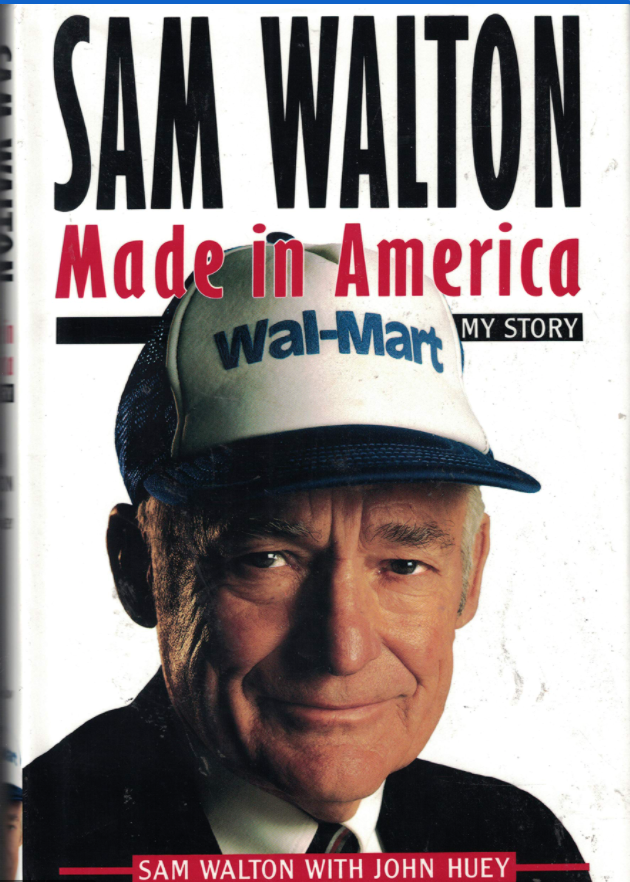 SAM WALTON
Made in America
MY STORY
Wal-Mart
SAM WALTON WITH JOHN HUEY